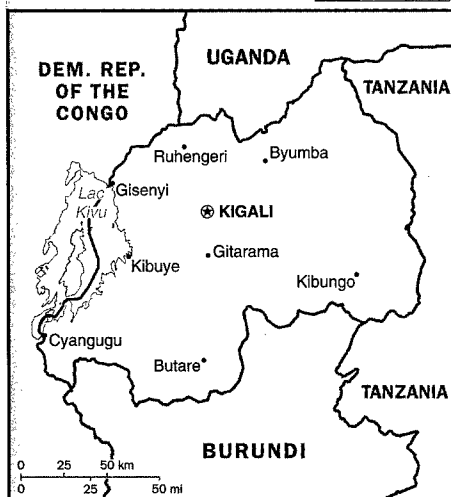 UGANDA
DEM. REP.
OF THE
CONGO
TANZANIA
Ruhengeri
Byumba
Gisenyi
Lac
Kivu
KIGALI
Gitarama
Kibuye
Kibungo
Cyangugu
Butare
TANZANIA
BURUNDI
0 25 50 km
0 25 50 mi